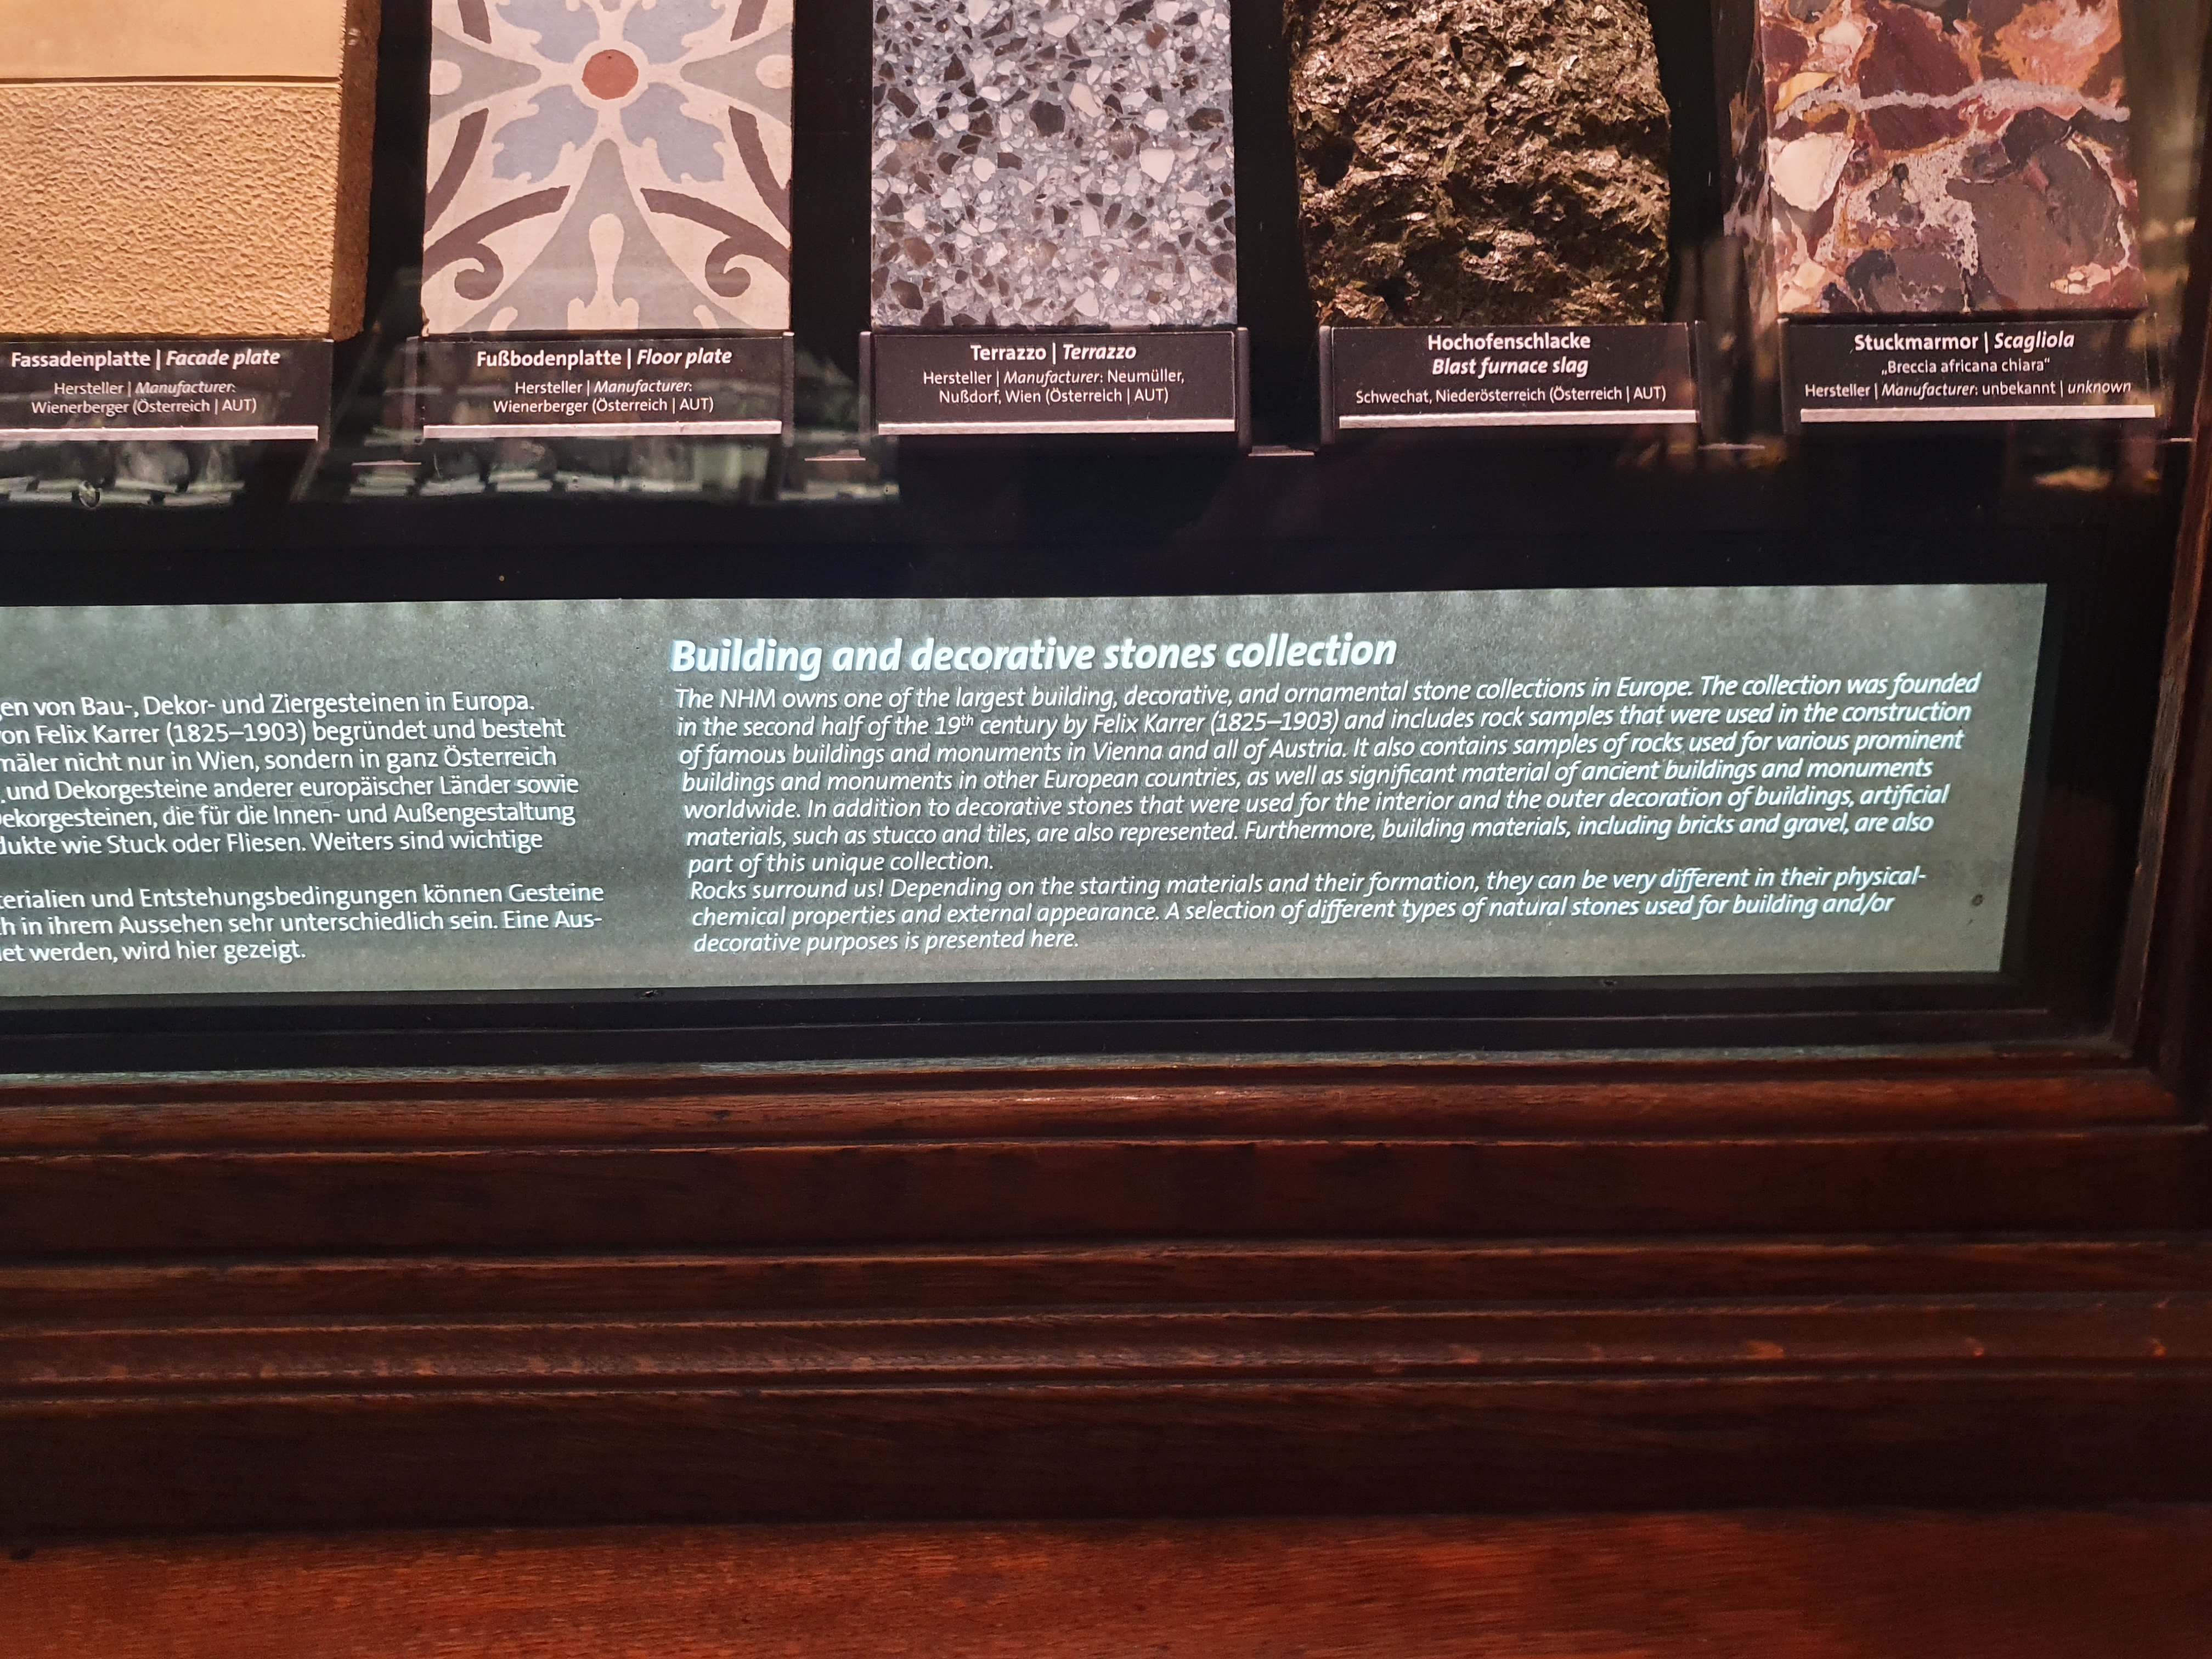 Fassadenplatte | Facade plate
Hersteller | Manufacturer:
Wienerberger (Österreich | AUT)
Fußbodenplatte | Floor plate
Hersteller | Manufacturer:
Wienerberger (Österreich | AUT)
Terrazzo | Terrazzo
Hersteller | Manufacturer: Neumüller,
Nußdorf, Wien (Österreich | AUT)
Hochofenschlacke
Blast furnace slag
Schwechat, Niederösterreich (Österreich | AUT)
Stuckmarmor | Scagliola
„Breccia africana chiara“
Hersteller | Manufacturer: unbekannt | unknown
von Bau-, Dekor- und Ziergesteinen in Europa.
Felix Karrer (1825–1903) begründet und besteht
nicht nur in Wien, sondern in ganz Österreich
und Dekorgesteine anderer europäischer Länder sowie
die für die Innen- und Außengestaltung
wie Stuck oder Fliesen. Weiters sind wichtige
und Entstehungsbedingungen können Gesteine
in ihrem Aussehen sehr unterschiedlich sein. Eine Aus-
werden, wird hier gezeigt.
Building and decorative stones collection
The NHM owns one of the largest building, decorative, and ornamental stone collections in Europe. The collection was founded
in the second half of the 19th century by Felix Karrer (1825–1903) and includes rock samples that were used in the construction
of famous buildings and monuments in Vienna and all of Austria. It also contains samples of rocks used for various prominent
buildings and monuments in other European countries, as well as significant material of ancient buildings and monuments
worldwide. In addition to decorative stones that were used for the interior and the outer decoration of buildings, artificial
materials, such as stucco and tiles, are also represented. Furthermore, building materials, including bricks and gravel, are also
part of this unique collection.
Rocks surround us! Depending on the starting materials and their formation, they can be very different in their physical-
chemical properties and external appearance. A selection of different types of natural stones used for building and/or
decorative purposes is presented here.